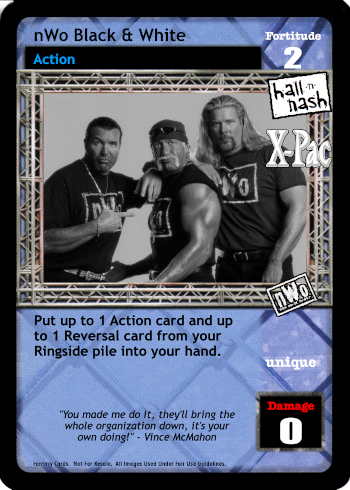 nWo Black & White
Fortitude
2
Action
hall -n- nash
X-Pac
nWo
nWo
nWo
Put up to 1 Action card and up
to 1 Reversal card from your
Ringside pile into your hand.
unique
Damage
0
"You made me do it, they'll bring the
whole organization down, it's your
own doing!" - Vince McMahon
Fantasy Cards. Not For Resale. All Images Used Under Fair Use Guidelines.